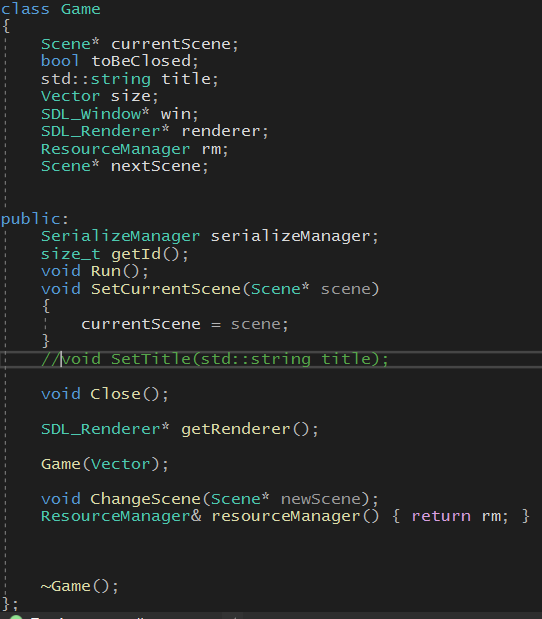 class Game
{
    Scene* currentScene;
    bool toBeClosed;
    std::string title;
    Vector size;
    SDL_Window* win;
    SDL_Renderer* renderer;
    ResourceManager rm;
    Scene* nextScene;
public:
    SerializeManager serializeManager;
    size_t getId();
    void Run();
    void SetCurrentScene(Scene* scene)
    {
        currentScene = scene;
    }
    //void SetTitle(std::string title);
    void Close();
    SDL_Renderer* getRenderer();
    Game(Vector);
    void ChangeScene(Scene* newScene);
    ResourceManager& resourceManager() { return rm; }
    ~Game();
};